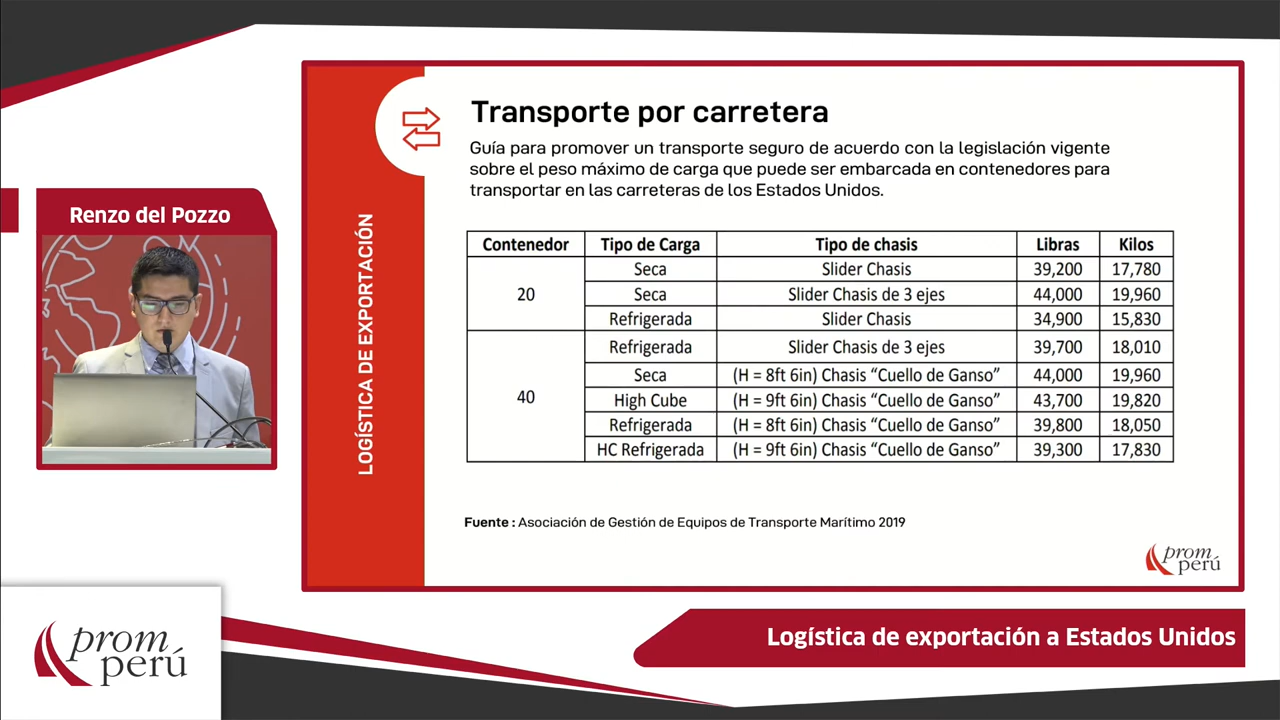 Transporte por carretera
Guía para promover un transporte seguro de acuerdo con la legislación vigente
sobre el peso máximo de carga que puede ser embarcada en contenedores para
transportar en las carreteras de los Estados Unidos.
Renzo del Pozzo
LOGÍSTICA DE EXPORTACIÓN
Contenedor Tipo de Carga Tipo de chasis Libras Kilos
20 Seca Slider Chasis 39,200 17,780
Seca Slider Chasis de 3 ejes 44,000 19,960
Refrigerada Slider Chasis 34,900 15,830
40 Refrigerada Slider Chasis de 3 ejes 39,700 18,010
Seca (H = 8ft 6in) Chasis “Cuello de Ganso” 44,000 19,960
High Cube (H = 9ft 6in) Chasis “Cuello de Ganso” 43,700 19,820
Refrigerada (H = 8ft 6in) Chasis “Cuello de Ganso” 39,800 18,050
HC Refrigerada (H = 9ft 6in) Chasis “Cuello de Ganso” 39,300 17,830
Fuente : Asociación de Gestión de Equipos de Transporte Marítimo 2019
prom
perú
Logística de exportación a Estados Unidos
prom
perú